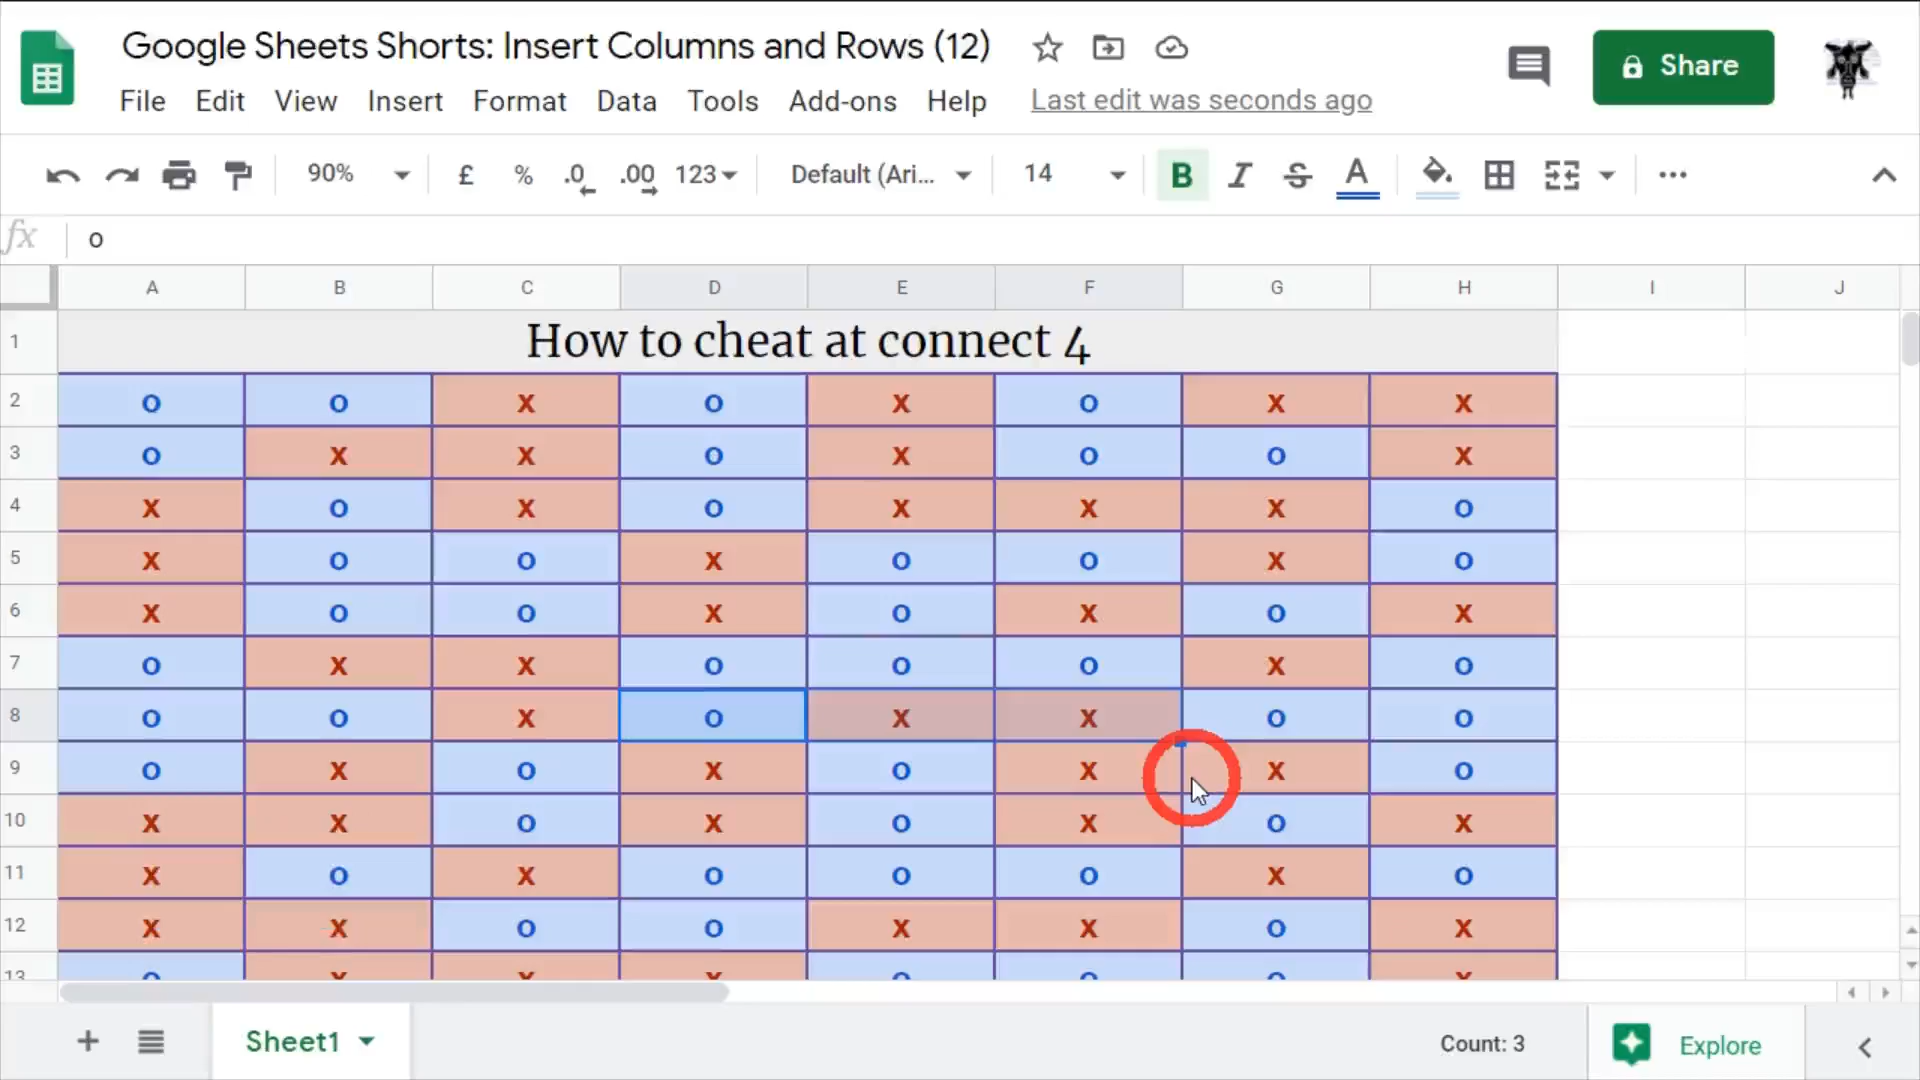 Google Sheets Shorts: Insert Columns and Rows (12)
Share
File Edit View Insert Format Data Tools Add-ons Help Last edit was seconds ago
90% £ % .0 .00 123 Default (Ari... 14 B I S A ...
fx o
A B C D E F G H I J
1 How to cheat at connect 4
2 o o x o x o x x
3 o x x o x o o x
4 x o x o x x x o
5 x o o x o o x o
6 x o o x o x o x
7 o x x o o o x o
8 o o x o x x o o
9 o x o x o x x o
10 x x o x o x o x
11 x o x o o o x o
12 x x o o x x o x
13 o x x x o o o x
+ Sheet1 Count: 3 Explore